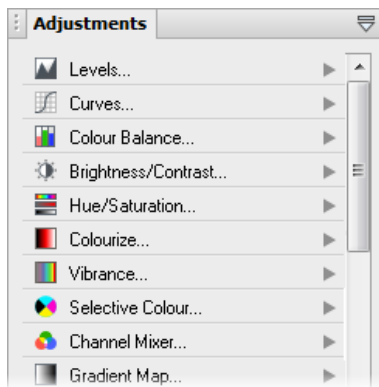 Adjustments
Levels...
Curves...
Colour Balance...
Brightness/Contrast...
Hue/Saturation...
Colourize...
Vibrance...
Selective Colour...
Channel Mixer...
Gradient Map...